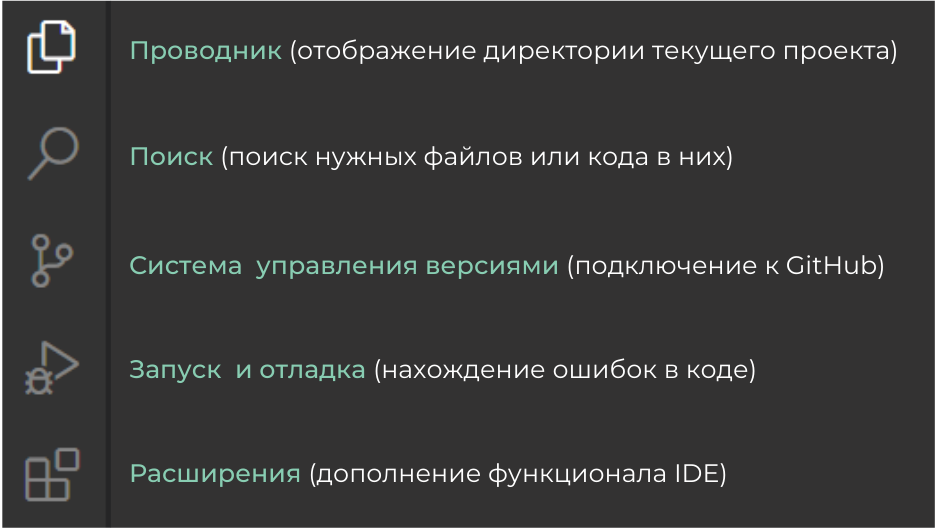 Проводник (отображение директории текущего проекта)
Поиск (поиск нужных файлов или кода в них)
Система управления версиями (подключение к GitHub)
Запуск и отладка (нахождение ошибок в коде)
Расширения (дополнение функционала IDE)